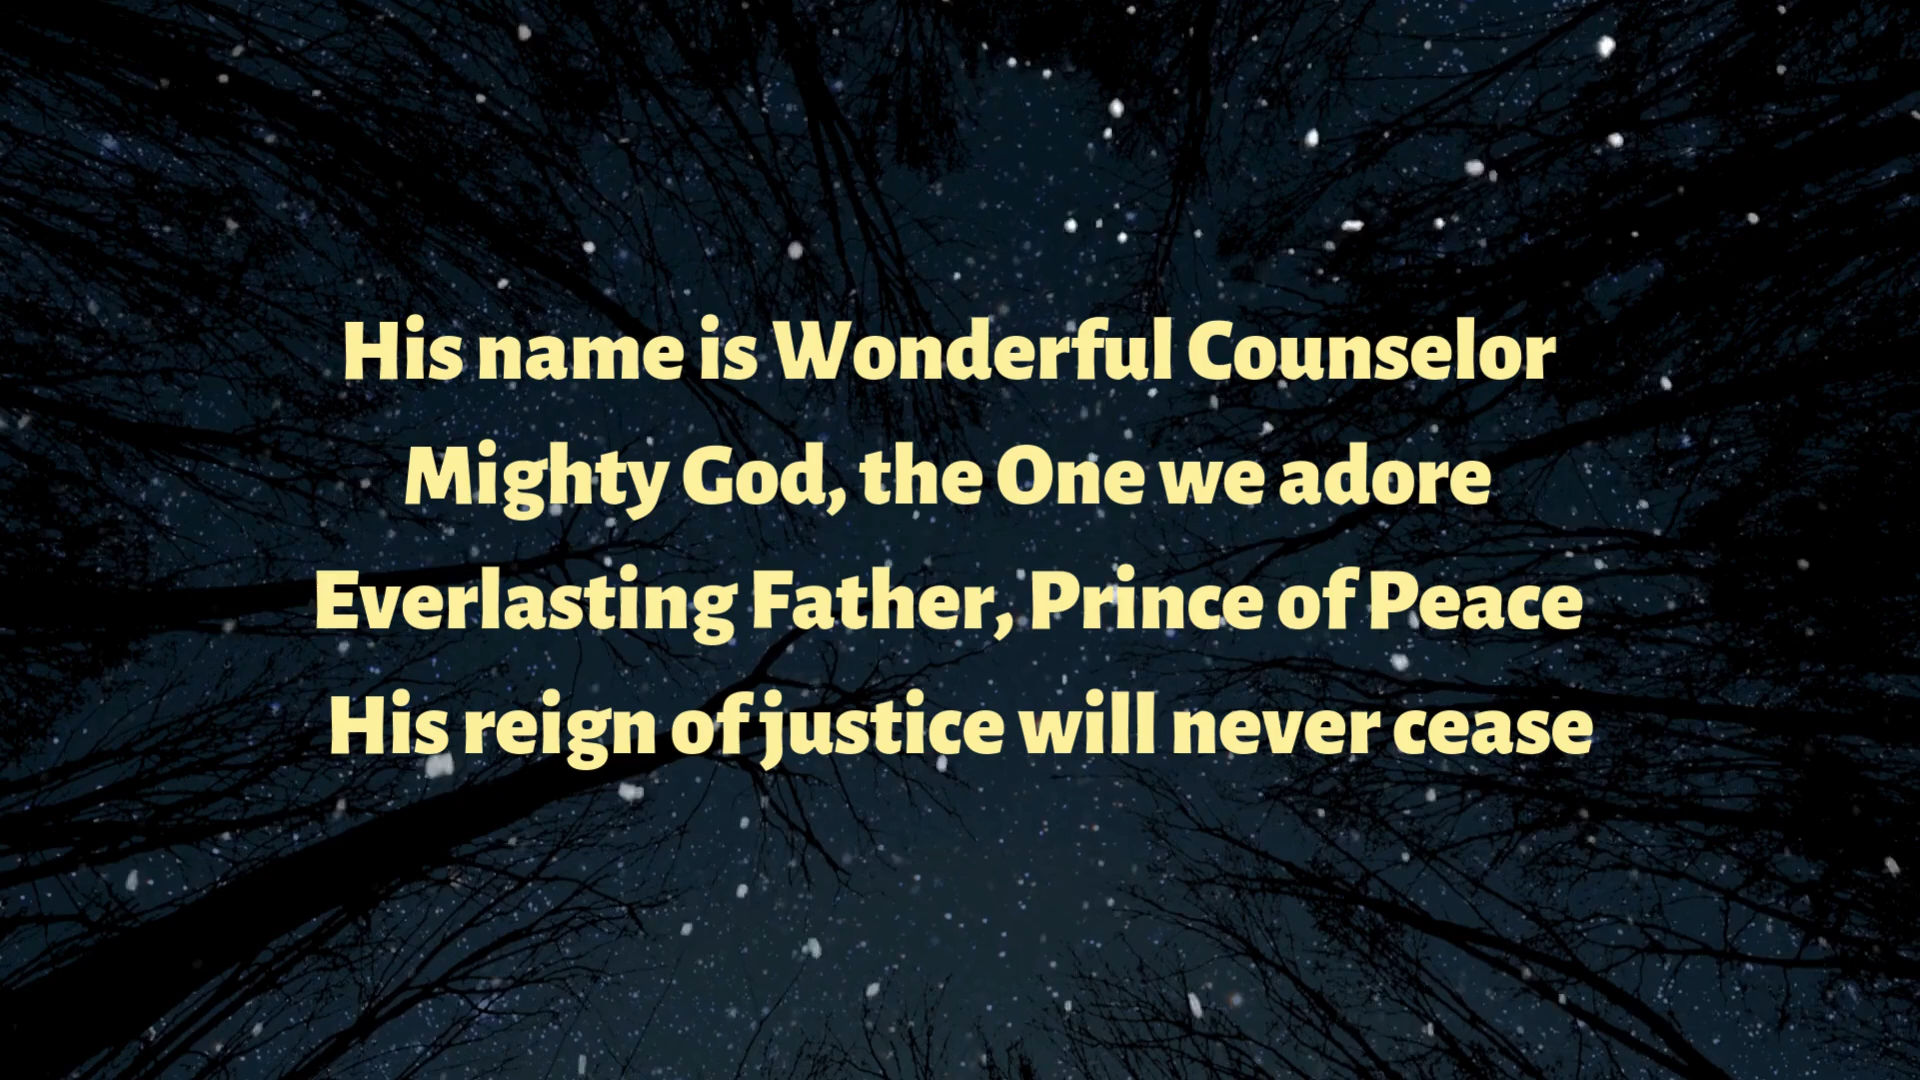 His name is Wonderful Counselor
Mighty God, the One we adore
Everlasting Father, Prince of Peace
His reign of justice will never cease